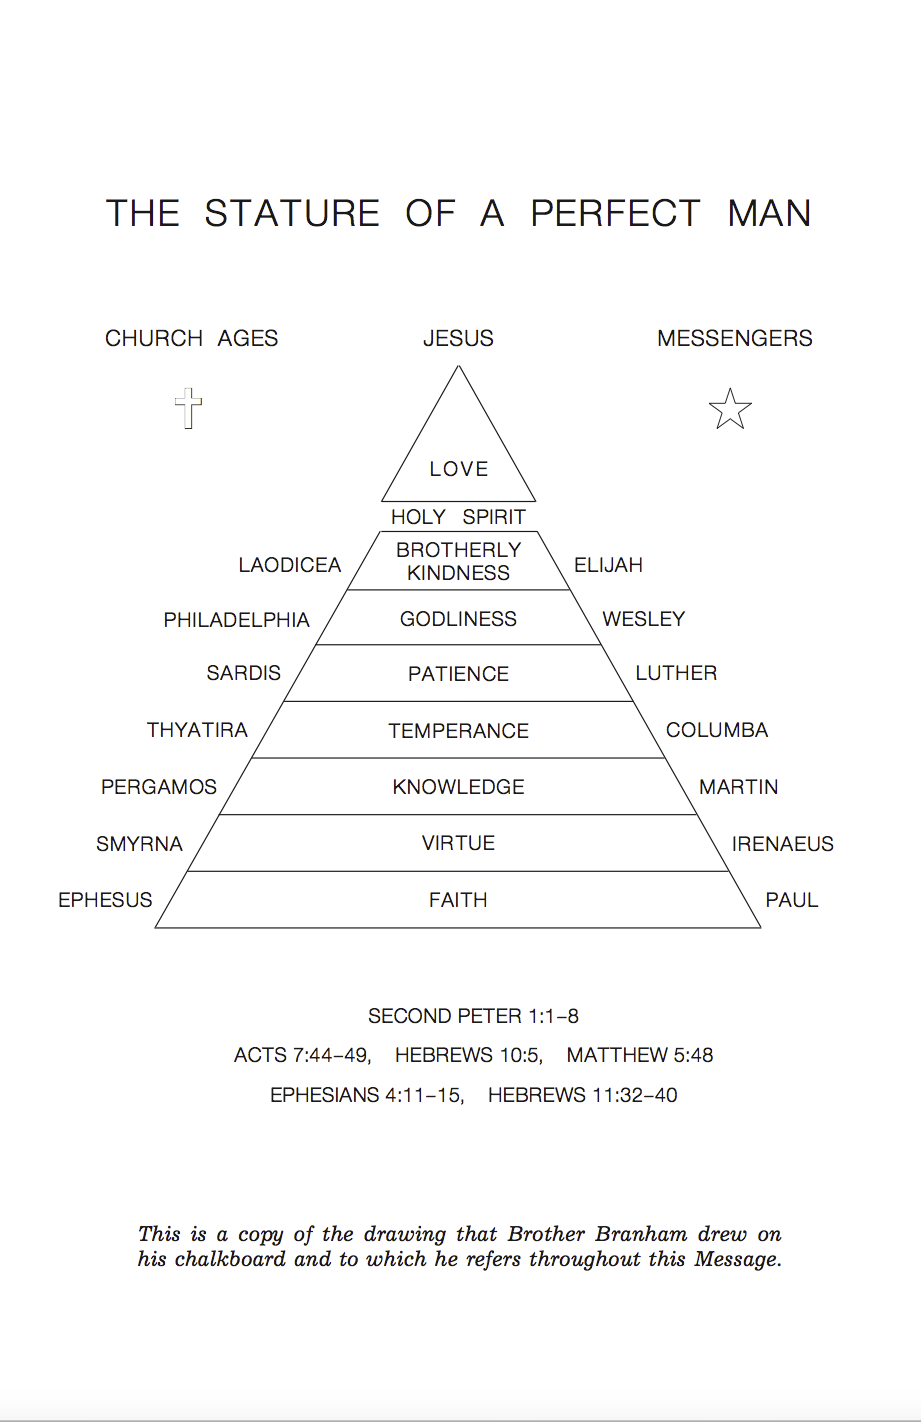 THE STATURE OF A PERFECT MAN
CHURCH AGES JESUS MESSENGERS
LOVE
HOLY SPIRIT
LAODICEA BROTHERLY KINDNESS ELIJAH
PHILADELPHIA GODLINESS WESLEY
SARDIS PATIENCE LUTHER
THYATIRA TEMPERANCE COLUMBA
PERGAMOS KNOWLEDGE MARTIN
SMYRNA VIRTUE IRENAEUS
EPHESUS FAITH PAUL
SECOND PETER 1:1–8
ACTS 7:44–49, HEBREWS 10:5, MATTHEW 5:48
EPHESIANS 4:11–15, HEBREWS 11:32–40
This is a copy of the drawing that Brother Branham drew on
his chalkboard and to which he refers throughout this Message.